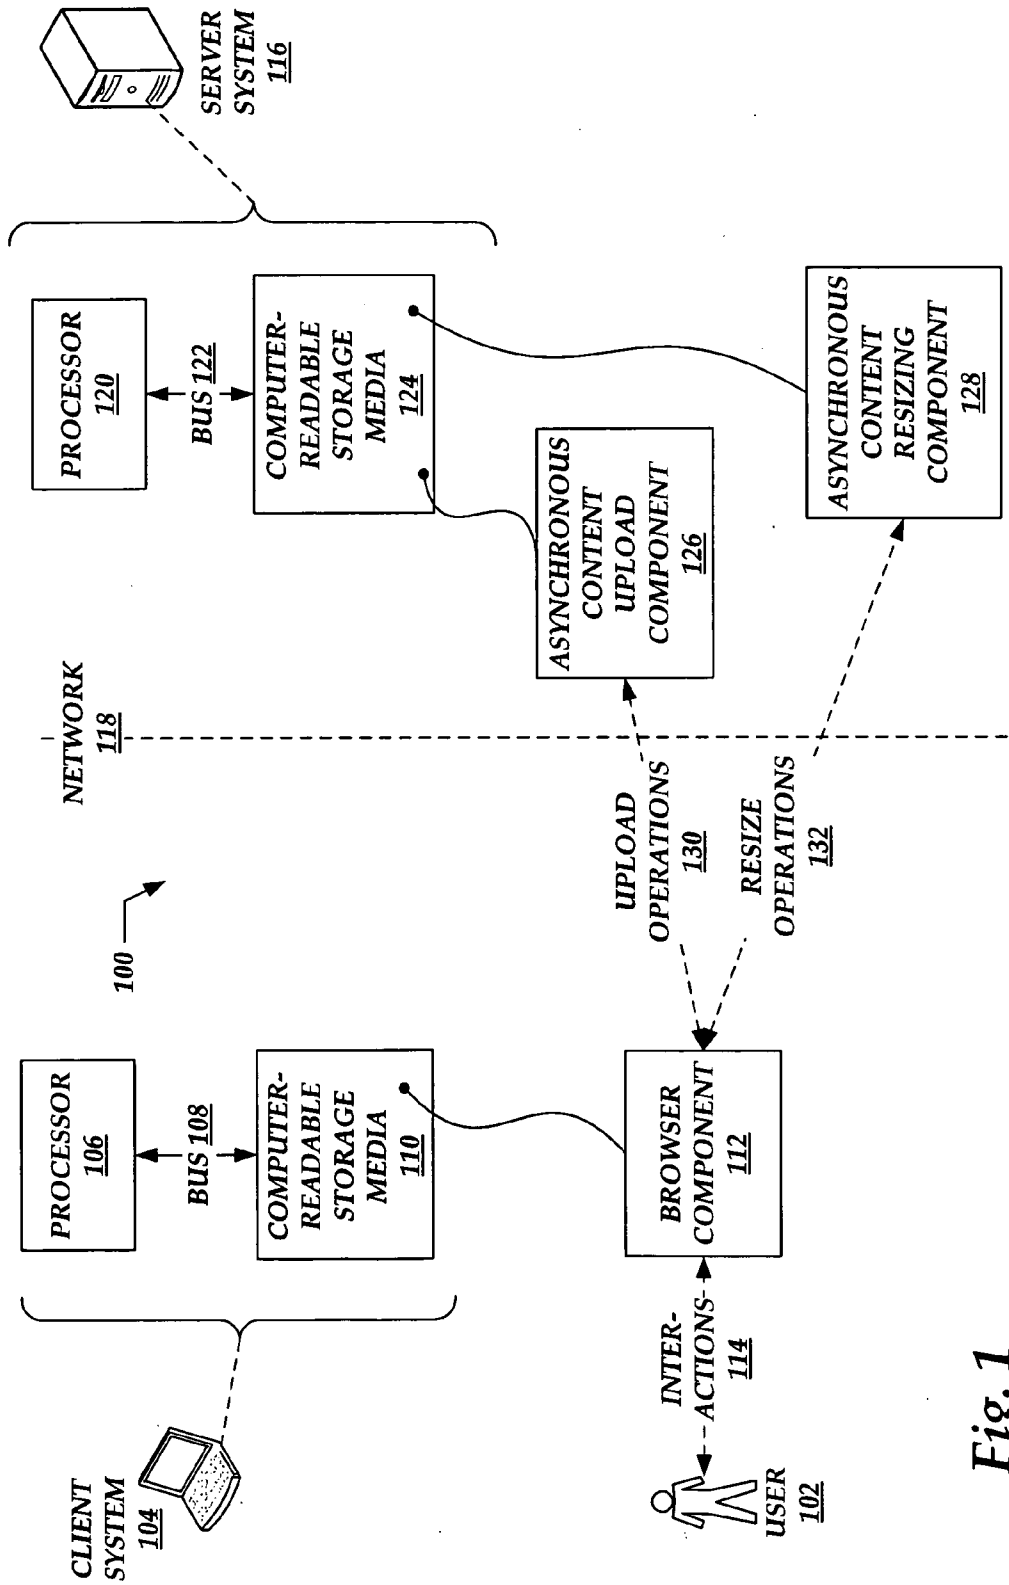 CLIENT
SYSTEM
104
PROCESSOR
106
BUS 108
COMPUTER-
READABLE
STORAGE
MEDIA
110
BROWSER
COMPONENT
112
INTER-
ACTIONS
114
USER
102
100
NETWORK
118
UPLOAD
OPERATIONS
130
RESIZE
OPERATIONS
132
SERVER
SYSTEM
116
PROCESSOR
120
BUS 122
COMPUTER-
READABLE
STORAGE
MEDIA
124
ASYNCHRONOUS
CONTENT
UPLOAD
COMPONENT
126
ASYNCHRONOUS
CONTENT
RESIZING
COMPONENT
128
Fig. 1